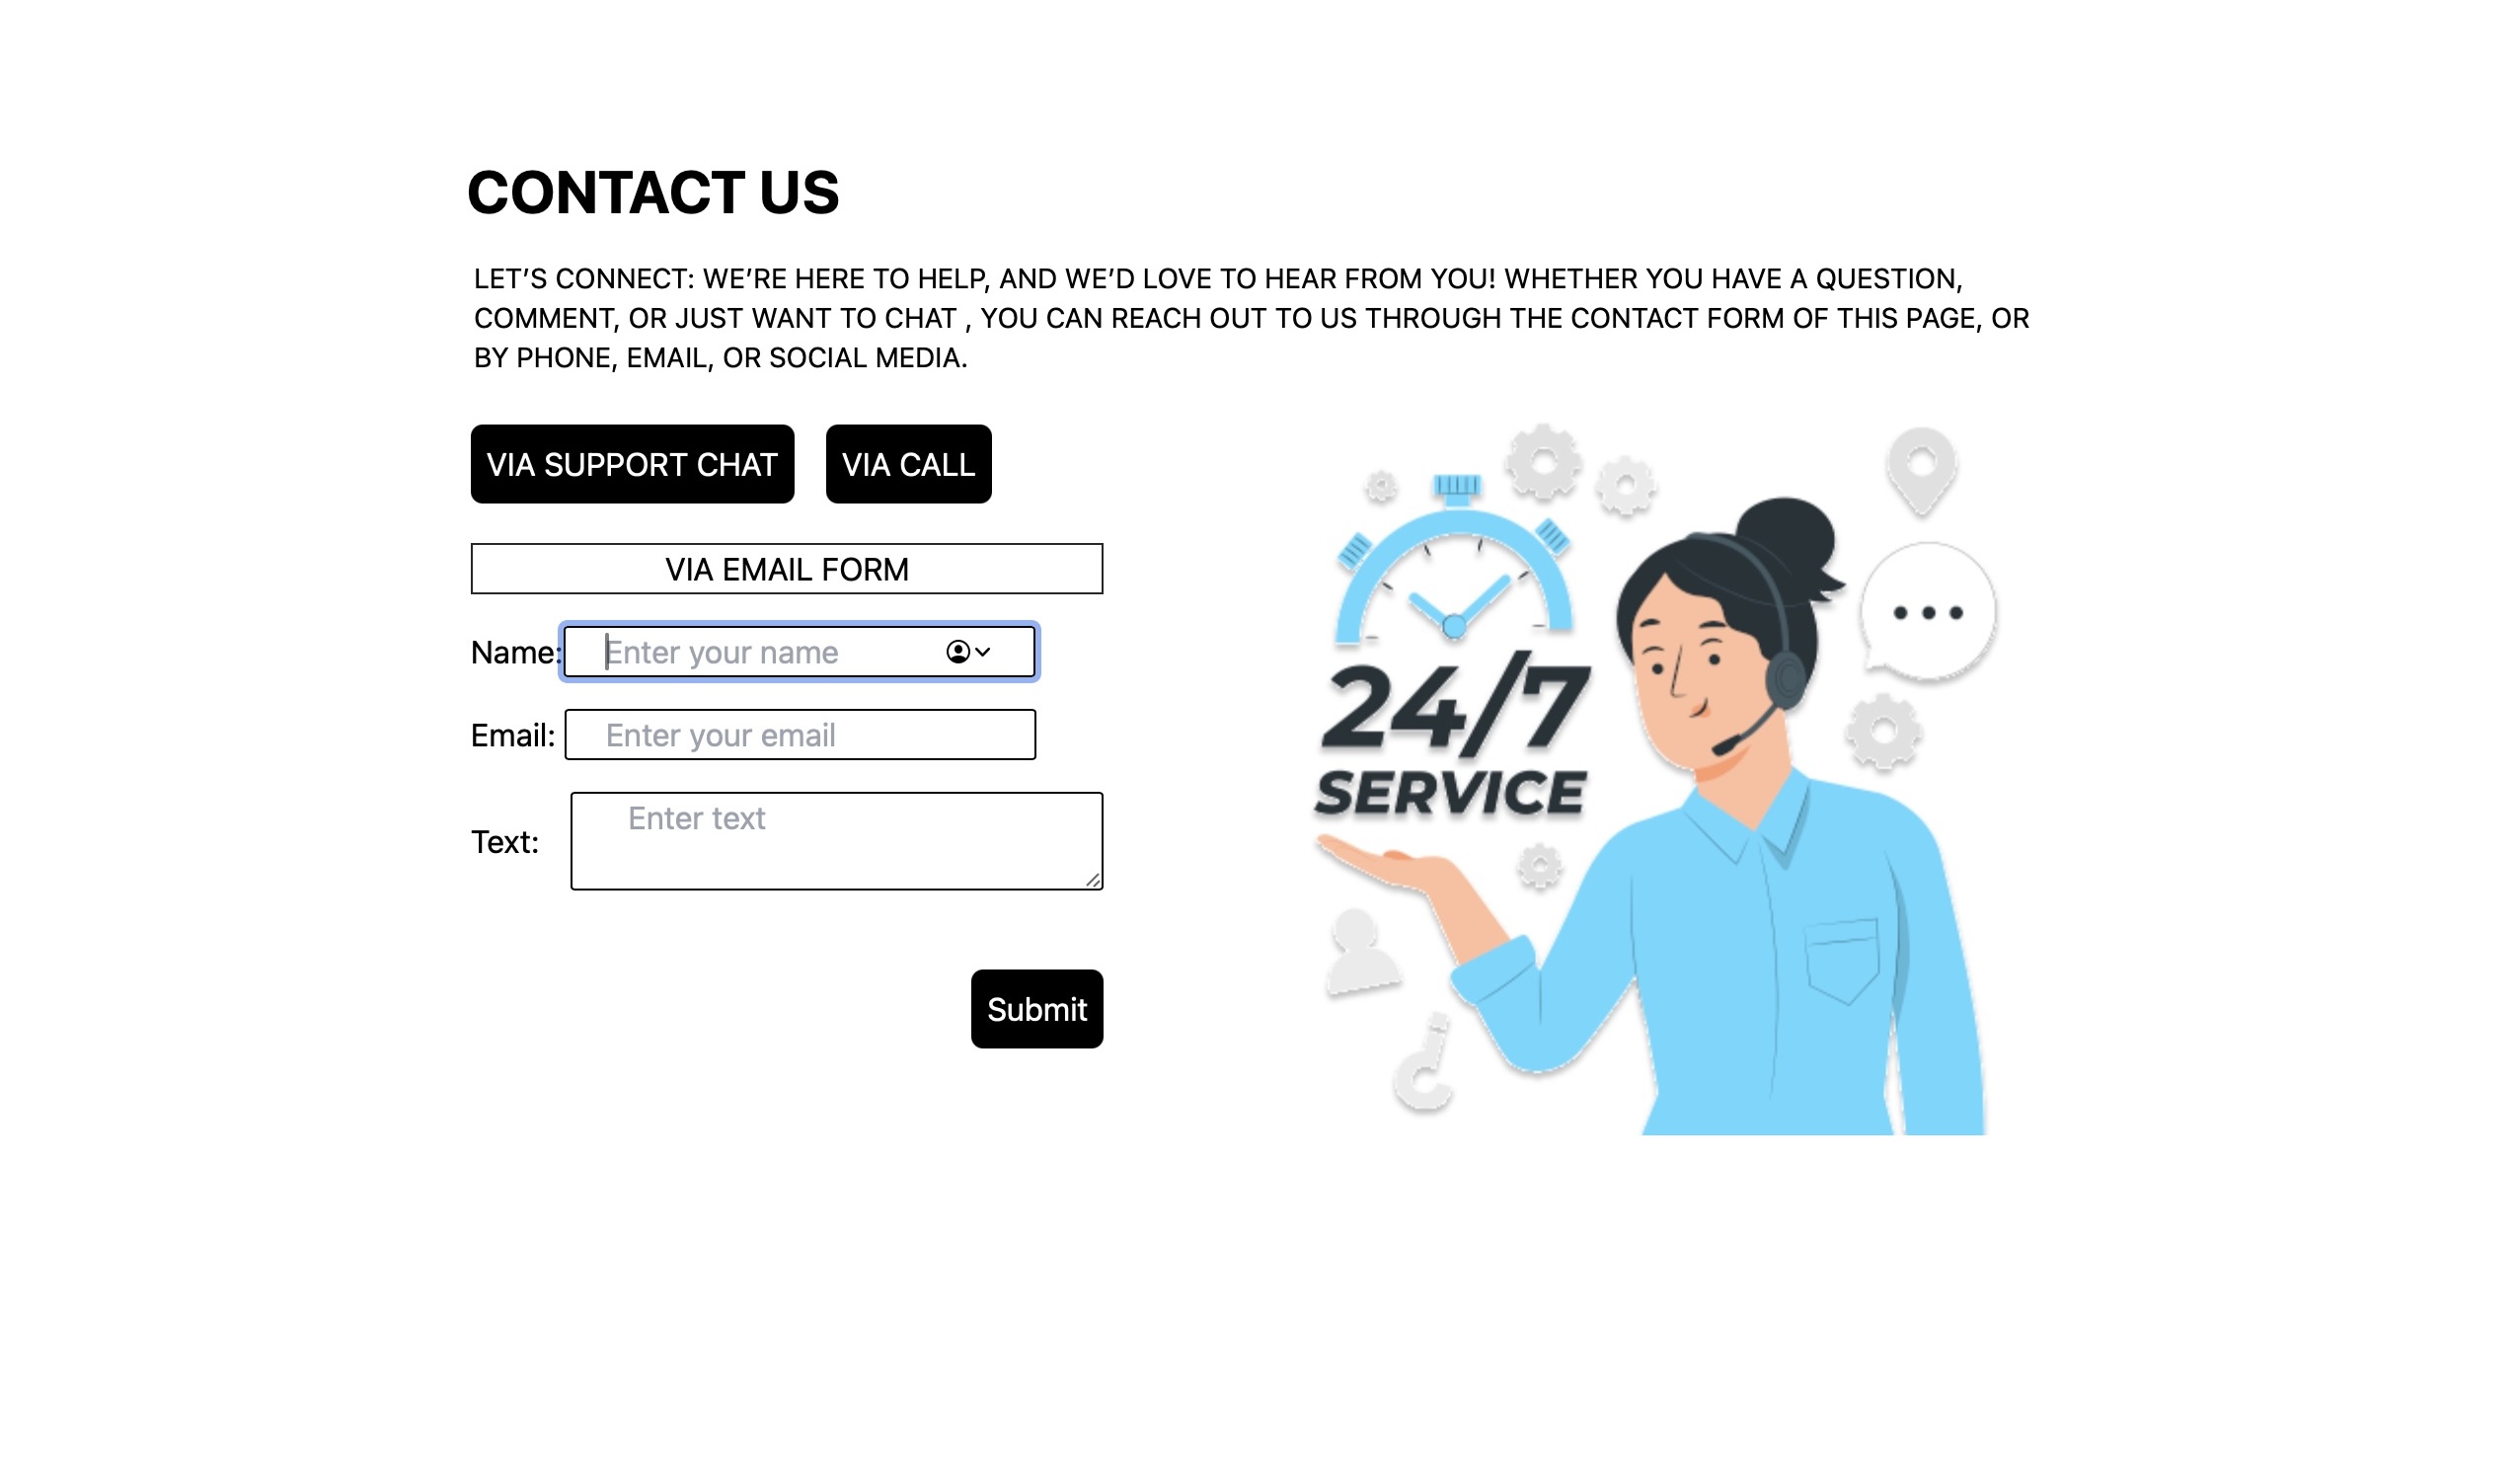 CONTACT US
LET’S CONNECT: WE’RE HERE TO HELP, AND WE’D LOVE TO HEAR FROM YOU! WHETHER YOU HAVE A QUESTION,
COMMENT, OR JUST WANT TO CHAT , YOU CAN REACH OUT TO US THROUGH THE CONTACT FORM OF THIS PAGE, OR
BY PHONE, EMAIL, OR SOCIAL MEDIA.
VIA SUPPORT CHAT
VIA CALL
VIA EMAIL FORM
Name:
Enter your name
Email:
Enter your email
Text:
Enter text
Submit
24/7
SERVICE